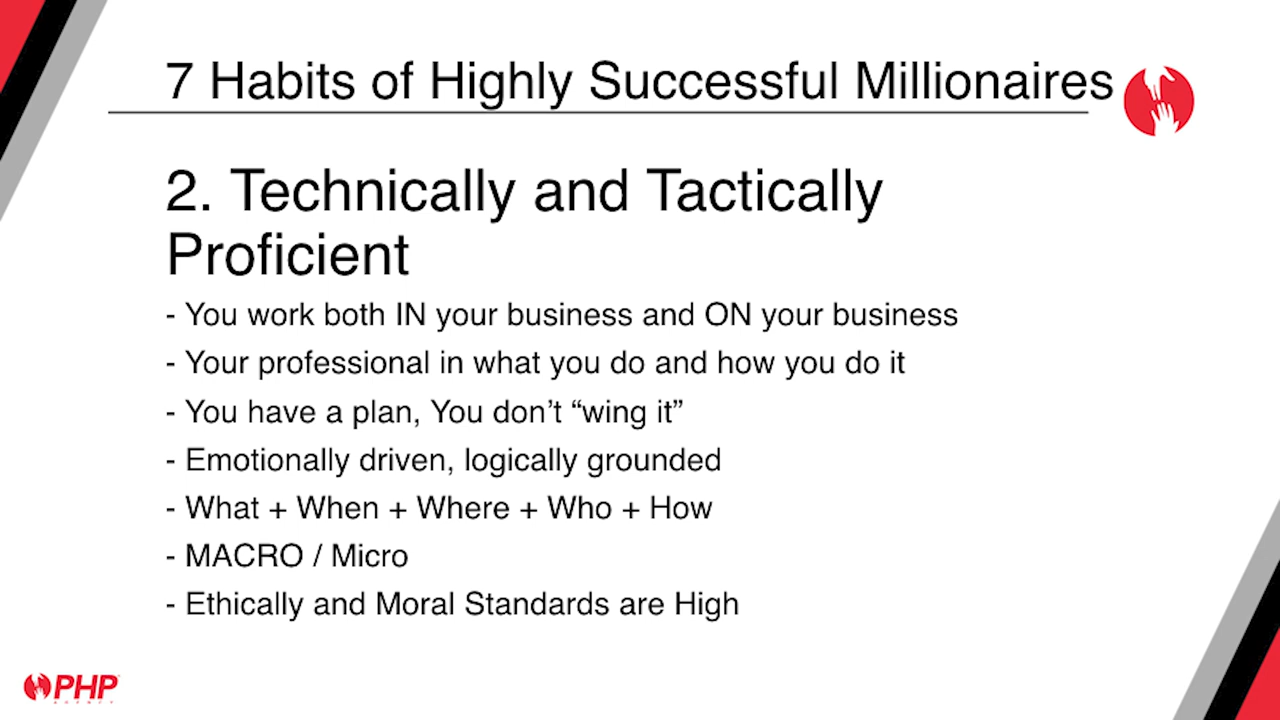 7 Habits of Highly Successful Millionaires
2. Technically and Tactically
Proficient
- You work both IN your business and ON your business
- Your professional in what you do and how you do it
- You have a plan, You don’t “wing it”
- Emotionally driven, logically grounded
- What + When + Where + Who + How
- MACRO / Micro
- Ethically and Moral Standards are High
PHP
AGENCY